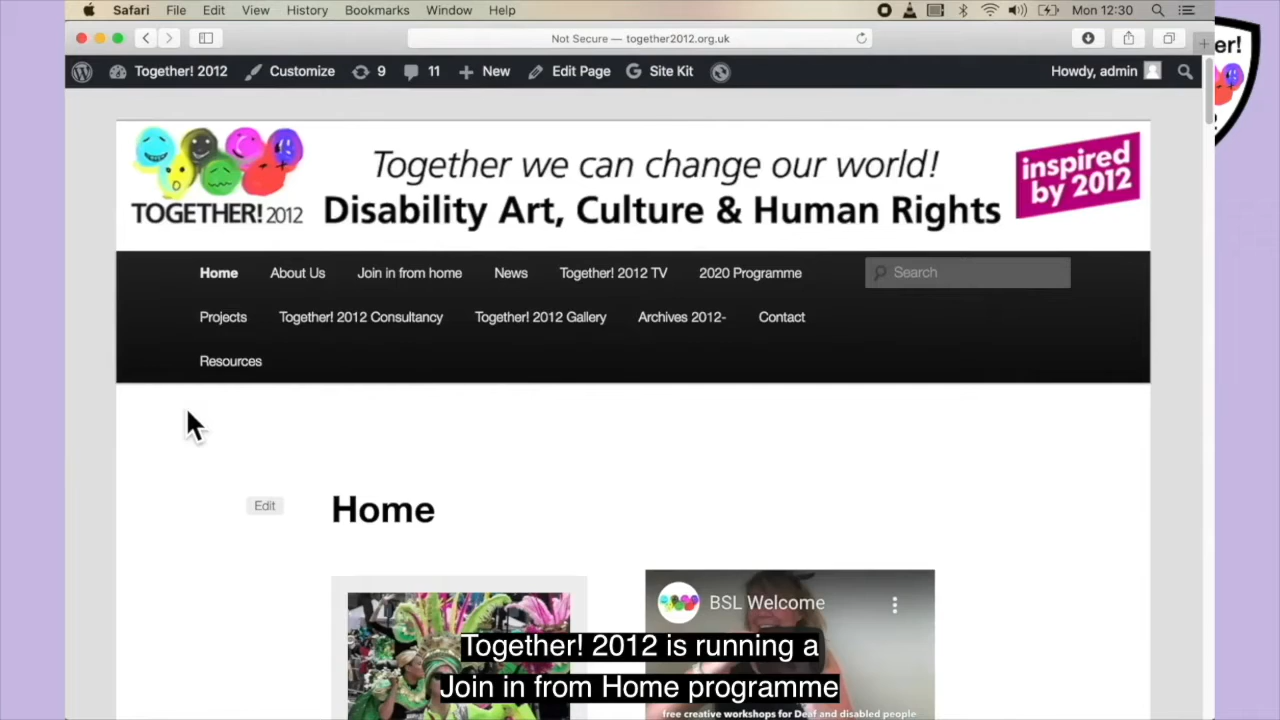 Safari File Edit View History Bookmarks Window Help Mon 12:30
Not Secure — together2012.org.uk
er!
Together! 2012 Customize 9 11 New Edit Page Site Kit Howdy, admin
Together we can change our world!
inspired
by 2012
TOGETHER! 2012 Disability Art, Culture & Human Rights
Home About Us Join in from home News Together! 2012 TV 2020 Programme Search
Projects Together! 2012 Consultancy Together! 2012 Gallery Archives 2012- Contact
Resources
Edit
Home
BSL Welcome
Together! 2012 is running a
Join in from Home programme
free creative workshops for Deaf and disabled people